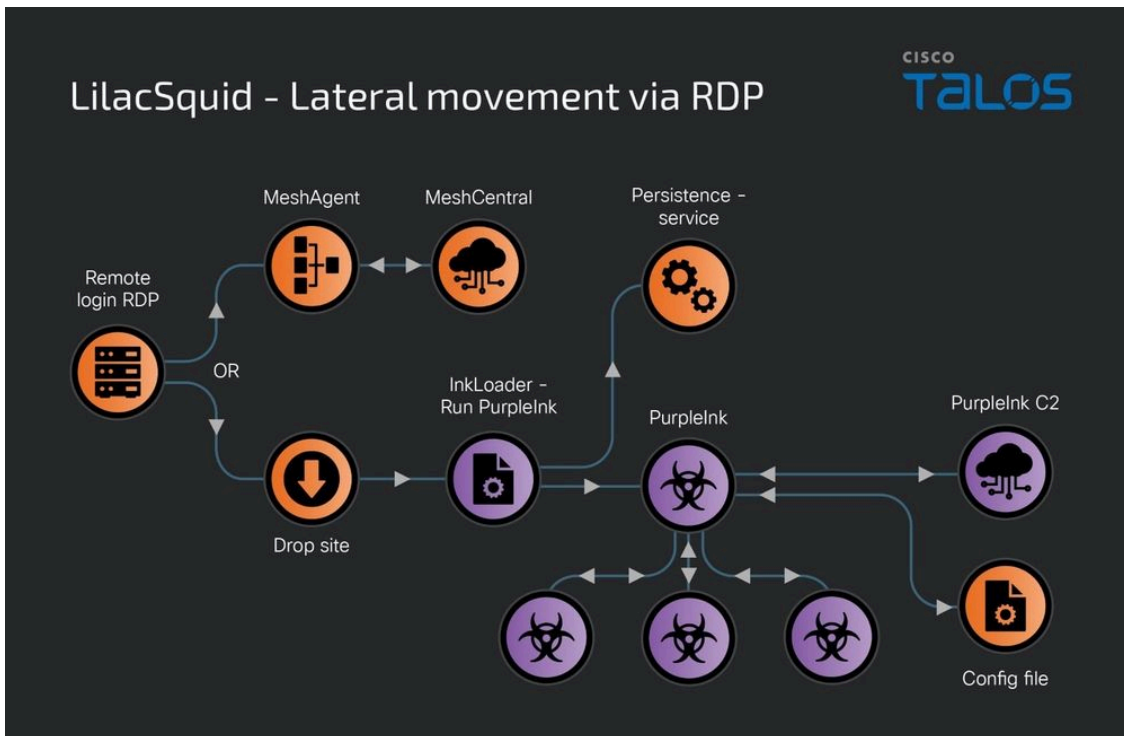 CISCO
TALOS
LilacSquid - Lateral movement via RDP
MeshAgent
MeshCentral
Persistence -
service
Remote
login RDP
OR
InkLoader -
Run PurpleInk
PurpleInk
PurpleInk C2
Drop site
Config file